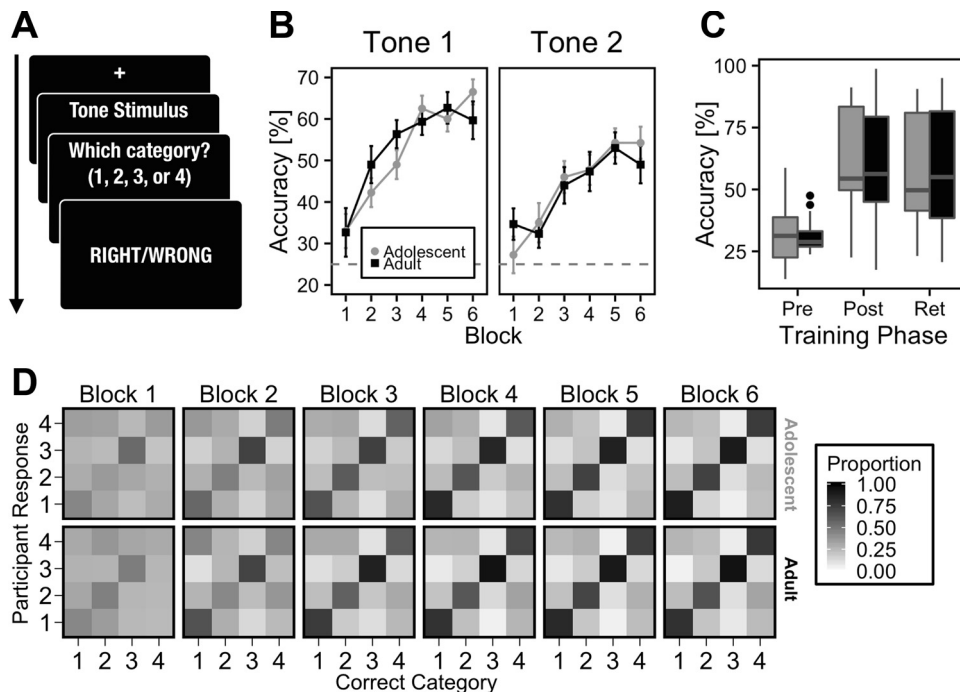 A
+
Tone Stimulus
Which category?
(1, 2, 3, or 4)
RIGHT/WRONG
B
Tone 1 Tone 2
Accuracy [%]
70
60
50
40
30
20
Adolescent
Adult
1 2 3 4 5 6 1 2 3 4 5 6
Block
C
Accuracy [%]
100
75
50
25
Pre Post Ret
Training Phase
D
Block 1 Block 2 Block 3 Block 4 Block 5 Block 6
Participant Response
4
3
2
1
Adolescent
4
3
2
1
Adult
1 2 3 4 1 2 3 4 1 2 3 4 1 2 3 4 1 2 3 4 1 2 3 4
Correct Category
Proportion
1.00
0.75
0.50
0.25
0.00